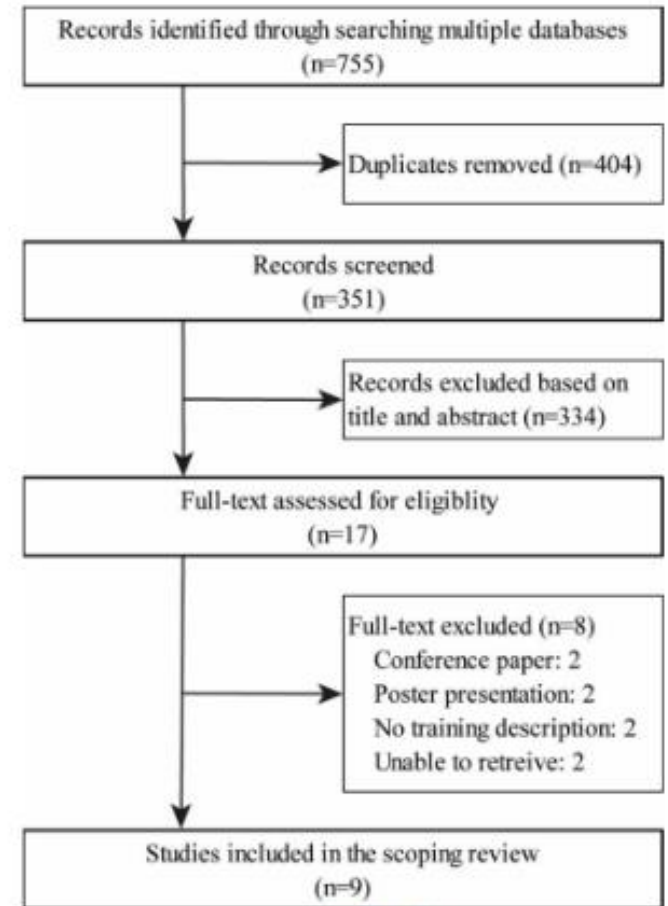 Records identified through searching multiple databases
(n=755)
Duplicates removed (n=404)
Records screened
(n=351)
Records excluded based on
title and abstract (n=334)
Full-text assessed for eligiblity
(n=17)
Full-text excluded (n=8)
Conference paper: 2
Poster presentation: 2
No training description: 2
Unable to retreive: 2
Studies included in the scoping review
(n=9)